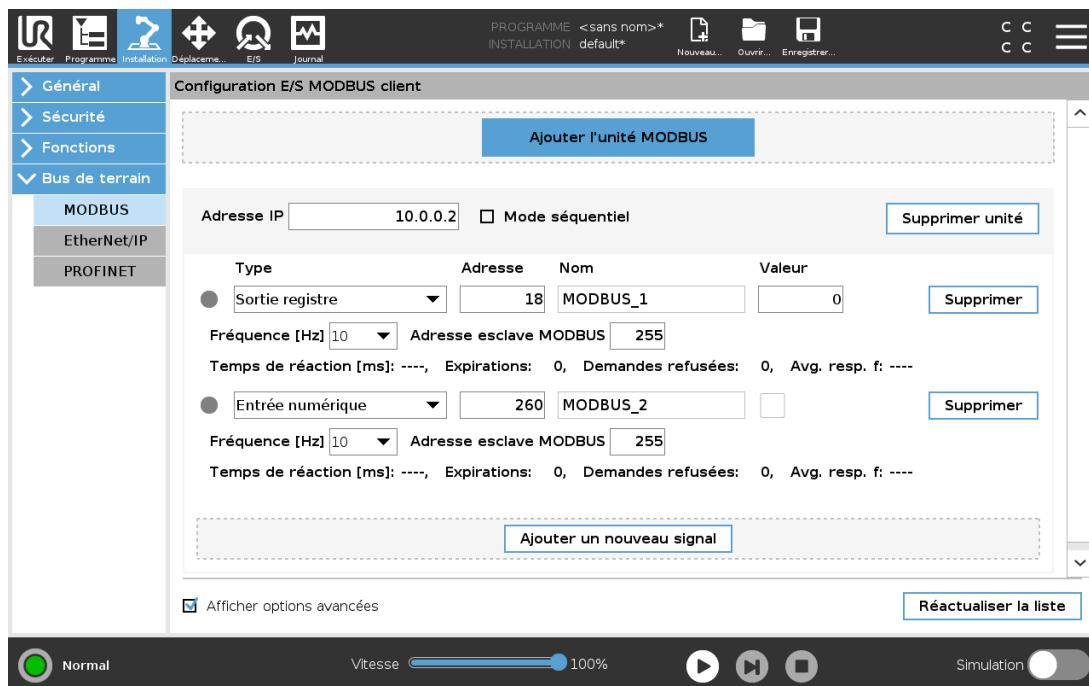 PROGRAMME <sans nom>*
INSTALLATION default*
Exécuter Programme Installation Déplaceme... E/S Journal Nouveau... Ouvrir... Enregistrer...
C C
C C
Général
Sécurité
Fonctions
Bus de terrain
MODBUS
EtherNet/IP
PROFINET
Configuration E/S MODBUS client
Ajouter l'unité MODBUS
Adresse IP 10.0.0.2 Mode séquentiel Supprimer unité
Type Adresse Nom Valeur
Sortie registre 18 MODBUS_1 0 Supprimer
Fréquence [Hz] 10 Adresse esclave MODBUS 255
Temps de réaction [ms]: ----, Expirations: 0, Demandes refusées: 0, Avg. resp. f: ----
Entrée numérique 260 MODBUS_2 Supprimer
Fréquence [Hz] 10 Adresse esclave MODBUS 255
Temps de réaction [ms]: ----, Expirations: 0, Demandes refusées: 0, Avg. resp. f: ----
Ajouter un nouveau signal
Afficher options avancées Réactualiser la liste
Normal Vitesse 100% Simulation